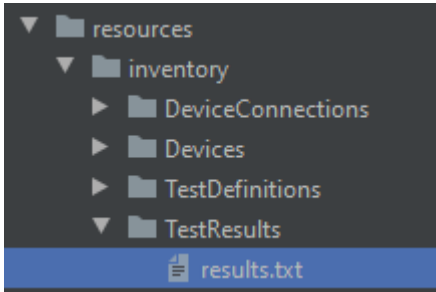 resources
inventory
DeviceConnections
Devices
TestDefinitions
TestResults
results.txt